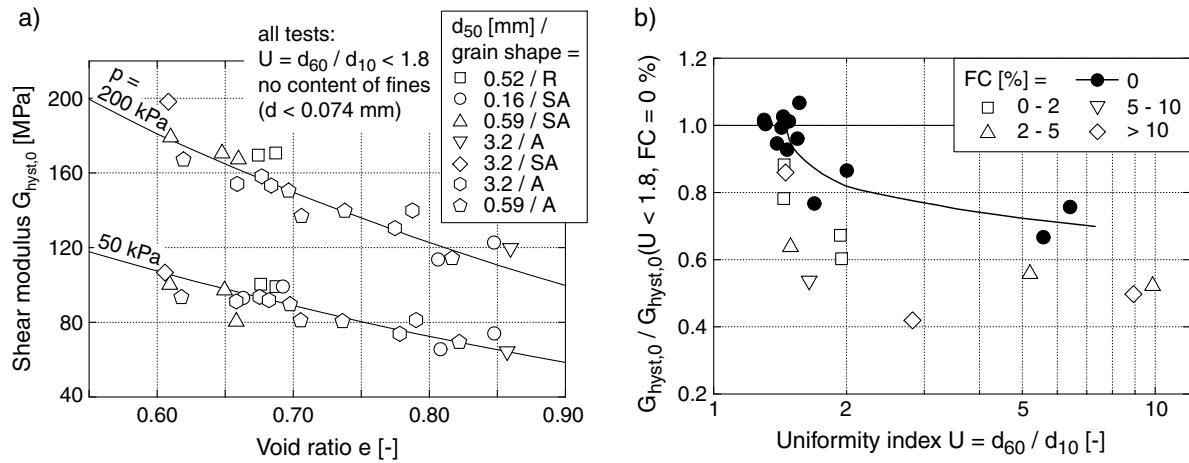 a)
all tests:
U = d60 / d10 < 1.8
no content of fines
(d < 0.074 mm)
d50 [mm] /
grain shape =
0.52 / R
0.16 / SA
0.59 / SA
3.2 / A
3.2 / SA
3.2 / A
0.59 / A
p =
200 kPa
50 kPa
Shear modulus Ghyst,0 [MPa]
200
160
120
80
40
0.60
0.70
0.80
0.90
Void ratio e [-]
b)
FC [%] =
0
0 - 2
5 - 10
2 - 5
> 10
Ghyst,0 / Ghyst,0(U < 1.8, FC = 0 %)
1.2
1.0
0.8
0.6
0.4
0.2
1
2
5
10
Uniformity index U = d60 / d10 [-]